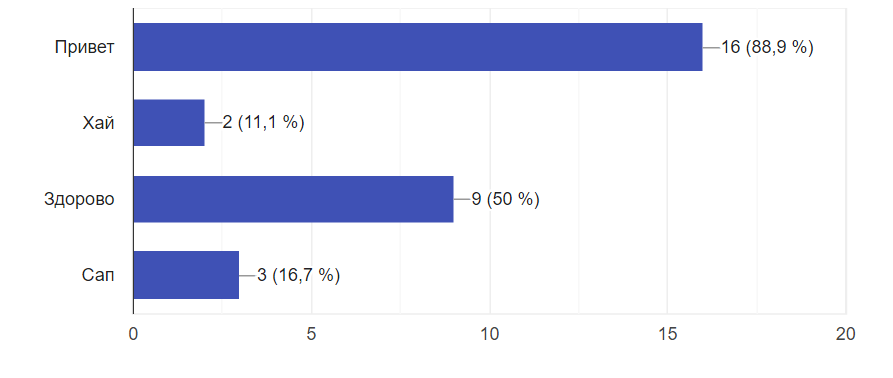 Привет 16 (88,9 %)
Хай 2 (11,1 %)
Здорово 9 (50 %)
Сап 3 (16,7 %)
0 5 10 15 20